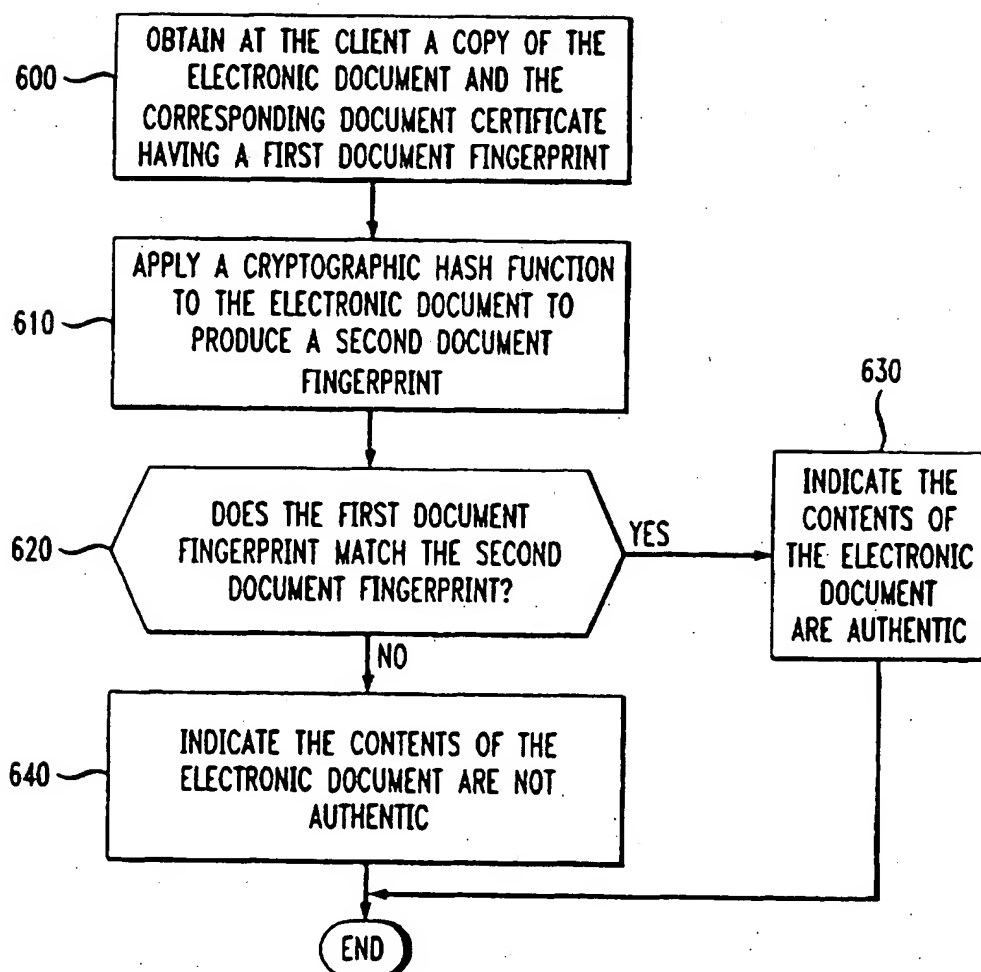 600
OBTAIN AT THE CLIENT A COPY OF THE
ELECTRONIC DOCUMENT AND THE
CORRESPONDING DOCUMENT CERTIFICATE
HAVING A FIRST DOCUMENT FINGERPRINT
610
APPLY A CRYPTOGRAPHIC HASH FUNCTION
TO THE ELECTRONIC DOCUMENT TO
PRODUCE A SECOND DOCUMENT
FINGERPRINT
620
DOES THE FIRST DOCUMENT
FINGERPRINT MATCH THE SECOND
DOCUMENT FINGERPRINT?
YES
630
INDICATE THE
CONTENTS OF
THE ELECTRONIC
DOCUMENT
ARE AUTHENTIC
NO
640
INDICATE THE CONTENTS OF THE
ELECTRONIC DOCUMENT ARE NOT
AUTHENTIC
END